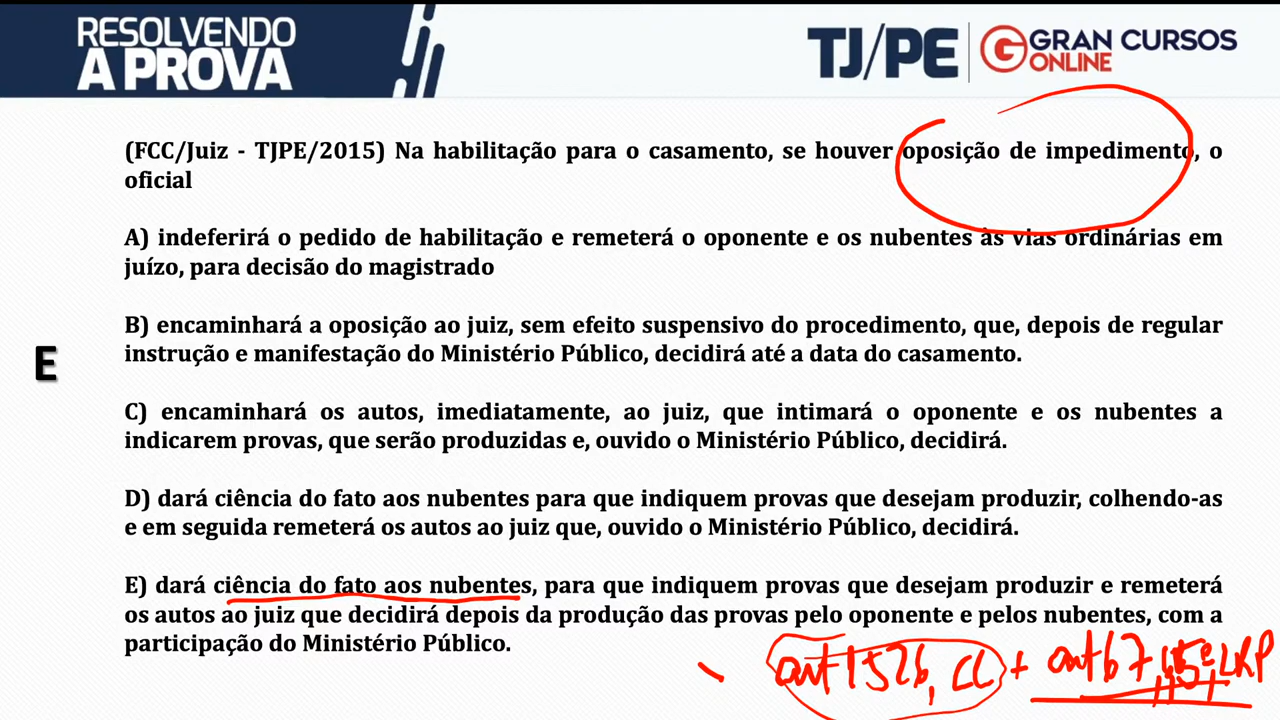 RESOLVENDO
A PROVA
TJ/PE
GRAN CURSOS
ONLINE
(FCC/Juiz - TJPE/2015) Na habilitação para o casamento, se houver oposição de impedimento, o
oficial
A) indeferirá o pedido de habilitação e remeterá o oponente e os nubentes às vias ordinárias em
juízo, para decisão do magistrado
B) encaminhará a oposição ao juiz, sem efeito suspensivo do procedimento, que, depois de regular
instrução e manifestação do Ministério Público, decidirá até a data do casamento.
E
C) encaminhará os autos, imediatamente, ao juiz, que intimará o oponente e os nubentes a
indicarem provas, que serão produzidas e, ouvido o Ministério Público, decidirá.
D) dará ciência do fato aos nubentes para que indiquem provas que desejam produzir, colhendo-as
e em seguida remeterá os autos ao juiz que, ouvido o Ministério Público, decidirá.
E) dará ciência do fato aos nubentes, para que indiquem provas que desejam produzir e remeterá
os autos ao juiz que decidirá depois da produção das provas pelo oponente e pelos nubentes, com a
participação do Ministério Público.
art 1526, CC + art 67, LRP